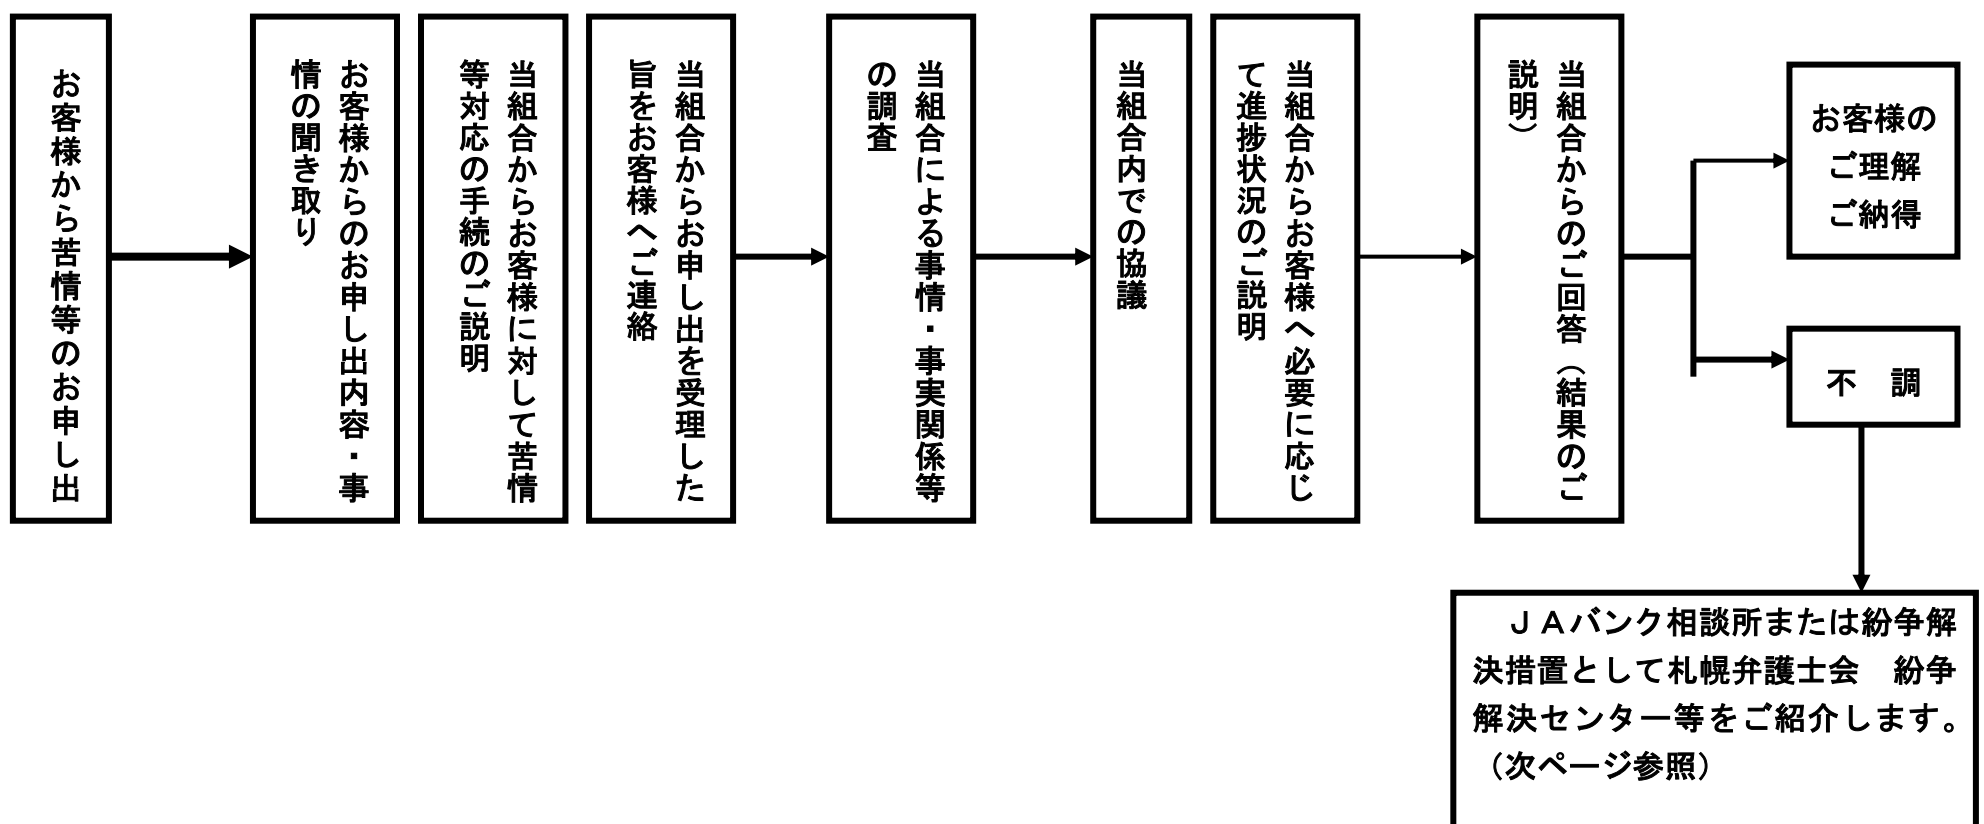 お客様から苦情等のお申し出
お客様からのお申し出内容・事
情の聞き取り
当組合からお客様に対して苦情
等対応の手続のご説明
当組合からお申し出を受理した
旨をお客様へご連絡
当組合による事情・事実関係等
の調査
当組合内での協議
当組合からお客様へ必要に応じ
て進捗状況のご説明
当組合からのご回答（結果のご
説明）
お客様の
ご理解
ご納得
不　調
ＪＡバンク相談所または紛争解
決措置として札幌弁護士会　紛争
解決センター等をご紹介します。
（次ページ参照）